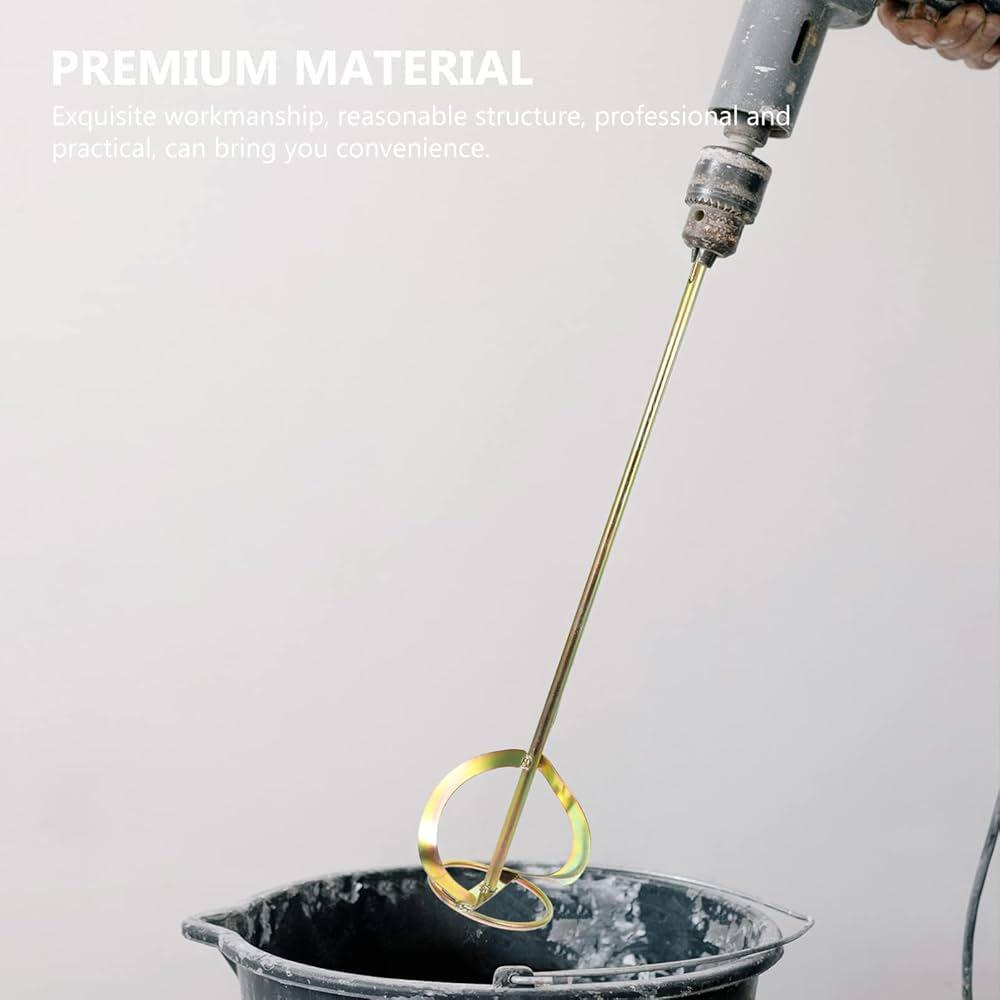 PREMIUM MATERIAL
Exquisite workmanship, reasonable structure, professional and
practical, can bring you convenience.